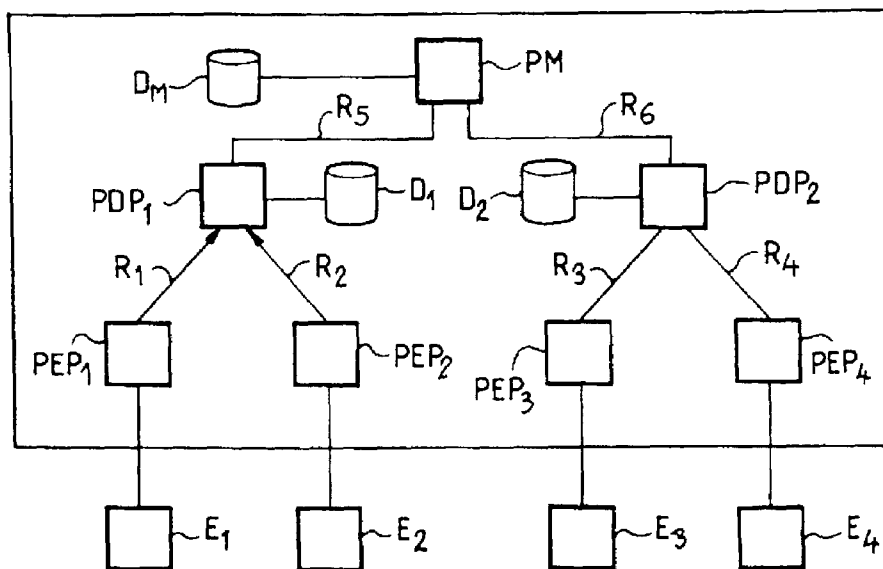 D_M
PM
R_5
R_6
PDP_1
D_1
D_2
PDP_2
R_1
R_2
R_3
R_4
PEP_1
PEP_2
PEP_3
PEP_4
E_1
E_2
E_3
E_4